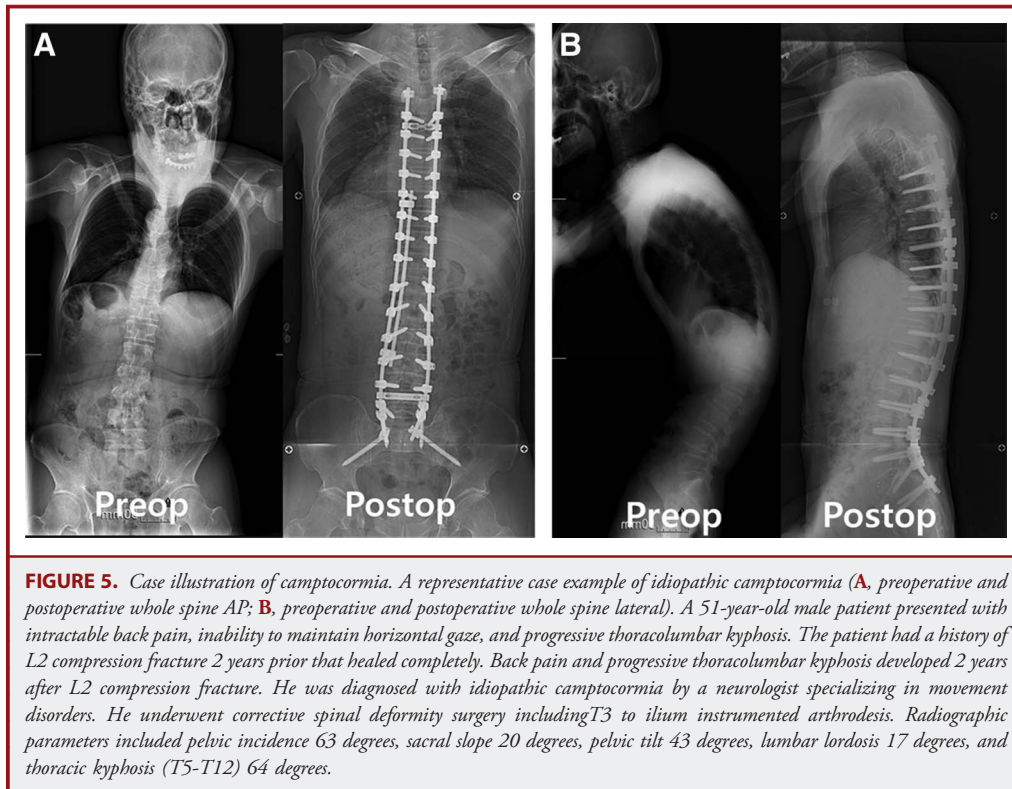 A
B
Preop
Postop
Preop
Postop
FIGURE 5. Case illustration of camptocormia. A representative case example of idiopathic camptocormia (A, preoperative and
postoperative whole spine AP; B, preoperative and postoperative whole spine lateral). A 51-year-old male patient presented with
intractable back pain, inability to maintain horizontal gaze, and progressive thoracolumbar kyphosis. The patient had a history of
L2 compression fracture 2 years prior that healed completely. Back pain and progressive thoracolumbar kyphosis developed 2 years
after L2 compression fracture. He was diagnosed with idiopathic camptocormia by a neurologist specializing in movement
disorders. He underwent corrective spinal deformity surgery includingT3 to ilium instrumented arthrodesis. Radiographic
parameters included pelvic incidence 63 degrees, sacral slope 20 degrees, pelvic tilt 43 degrees, lumbar lordosis 17 degrees, and
thoracic kyphosis (T5-T12) 64 degrees.